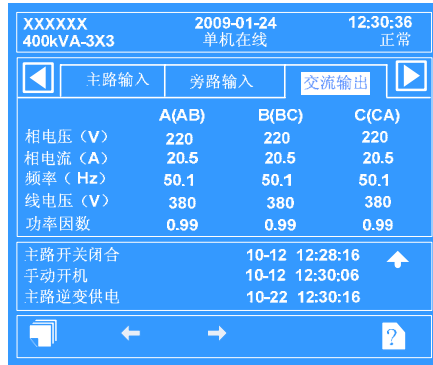 XXXXXX 2009-01-24 12:30:36
400kVA-3X3 单机在线 正常
主路输入 旁路输入 交流输出
A(AB) B(BC) C(CA)
相电压（V） 220 220 220
相电流（A） 20.5 20.5 20.5
频率（Hz） 50.1 50.1 50.1
线电压（V） 380 380 380
功率因数 0.99 0.99 0.99
主路开关闭合 10-12 12:28:16
手动开机 10-12 12:30:06
主路逆变供电 10-22 12:30:16
?